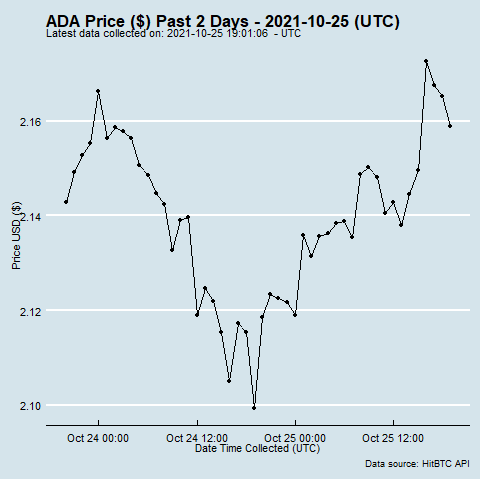 ADA Price ($) Past 2 Days - 2021-10-25 (UTC)
Latest data collected on: 2021-10-25 19:01:06 - UTC
2.16
2.14
2.12
2.10
Price USD ($)
Oct 24 00:00
Oct 24 12:00
Oct 25 00:00
Oct 25 12:00
Date Time Collected (UTC)
Data source: HitBTC API